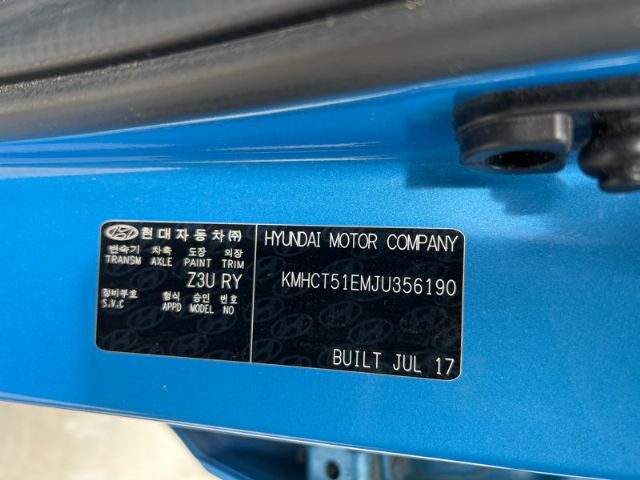 현대자동차㈜
변속기 차축 도장 외장
TRANSM AXLE PAINT TRIM
Z3U RY
정비부호 형식 승인 번호
S.V.C APPD MODEL NO
HYUNDAI MOTOR COMPANY
KMHCT51EMJU356190
BUILT JUL 17